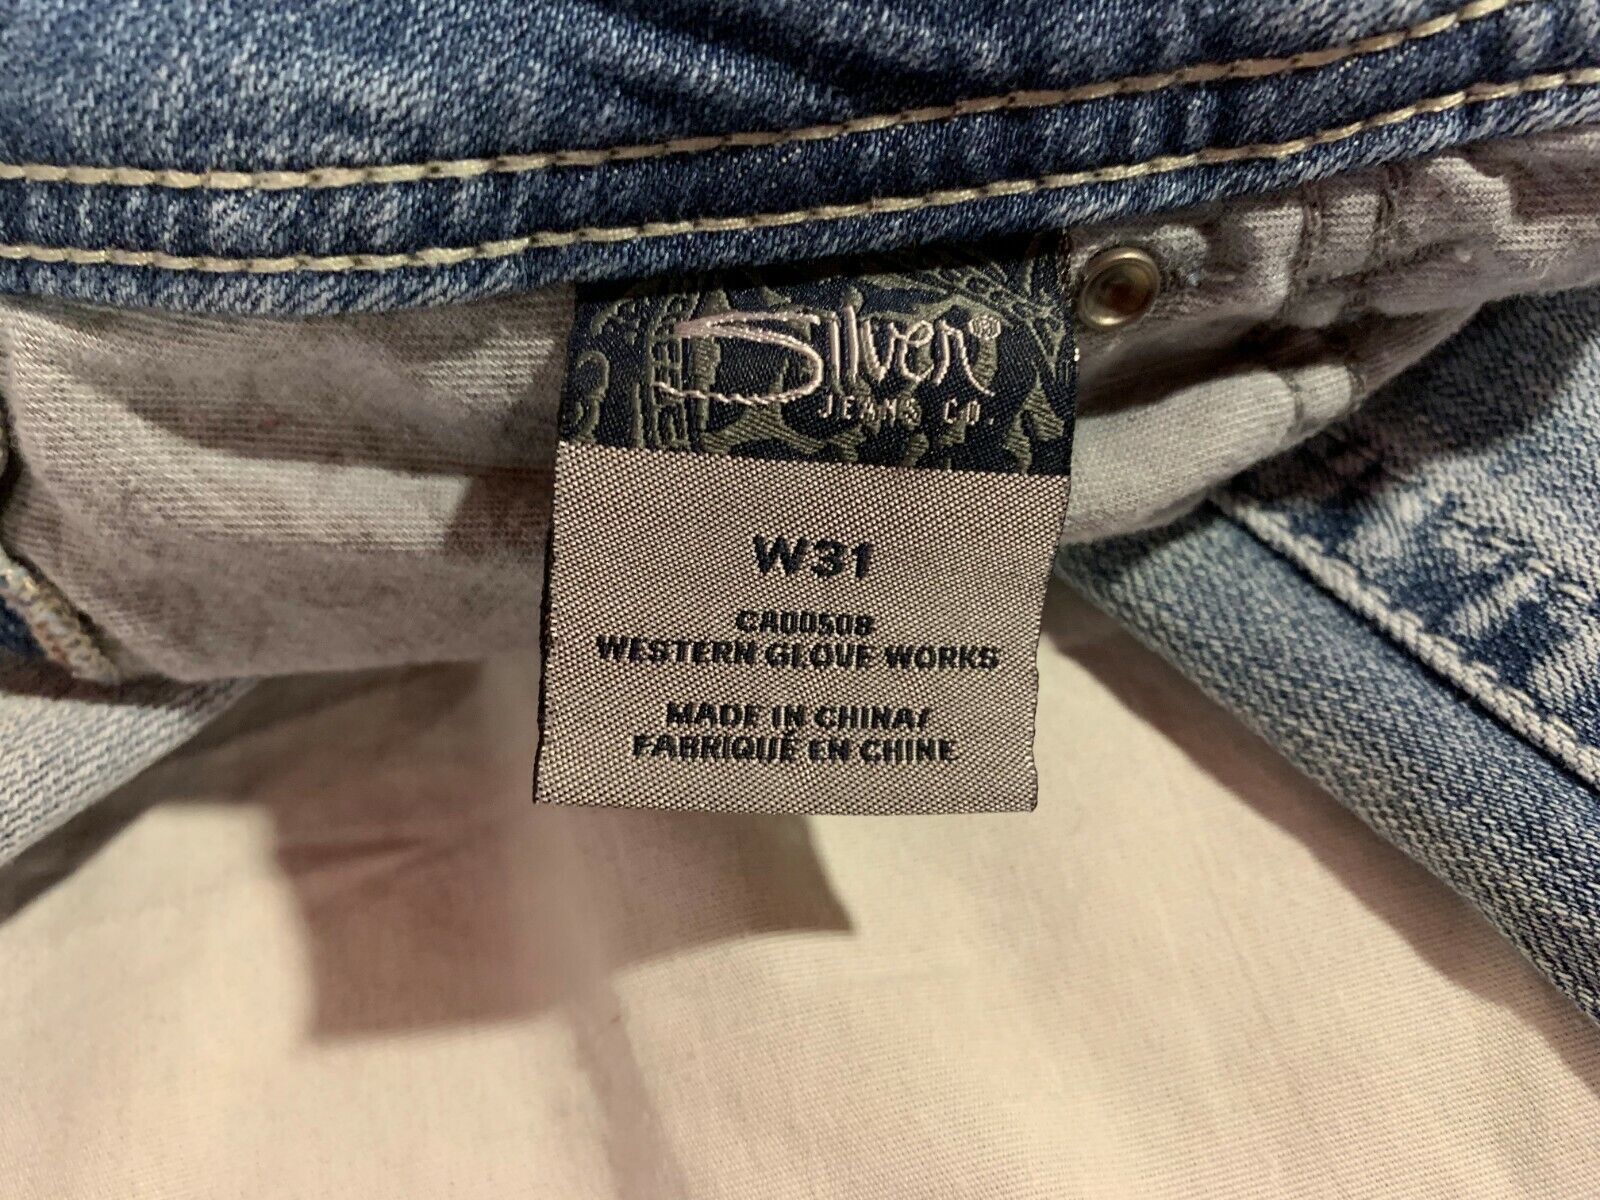 Silver®
JEANS CO.
W31
CA00508
WESTERN GLOVE WORKS
MADE IN CHINA/
FABRIQUÉ EN CHINE